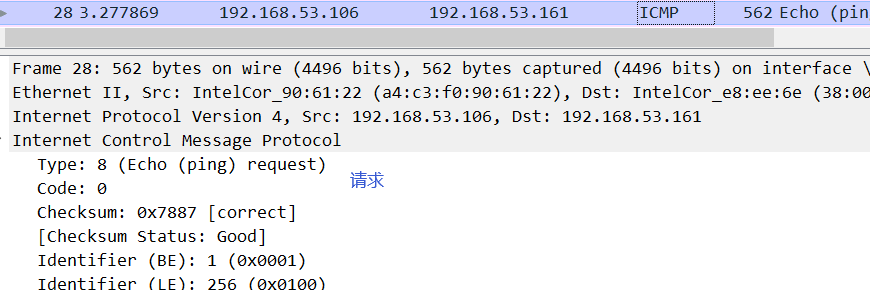 28 3.277869 192.168.53.106 192.168.53.161 ICMP 562 Echo (pin
Frame 28: 562 bytes on wire (4496 bits), 562 bytes captured (4496 bits) on interface \
Ethernet II, Src: IntelCor_90:61:22 (a4:c3:f0:90:61:22), Dst: IntelCor_e8:ee:6e (38:00
Internet Protocol Version 4, Src: 192.168.53.106, Dst: 192.168.53.161
Internet Control Message Protocol
Type: 8 (Echo (ping) request)
请求
Code: 0
Checksum: 0x7887 [correct]
[Checksum Status: Good]
Identifier (BE): 1 (0x0001)
Identifier (LE): 256 (0x0100)